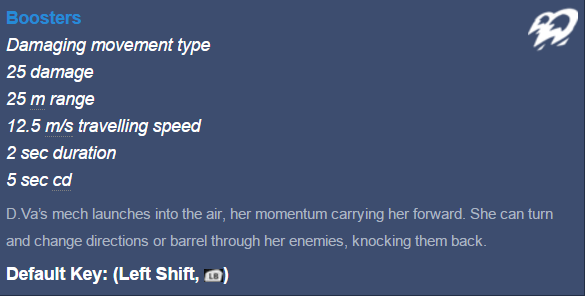 Boosters
Damaging movement type
25 damage
25 m range
12.5 m/s travelling speed
2 sec duration
5 sec cd
D.Va's mech launches into the air, her momentum carrying her forward. She can turn
and change directions or barrel through her enemies, knocking them back.
Default Key: (Left Shift, LB)